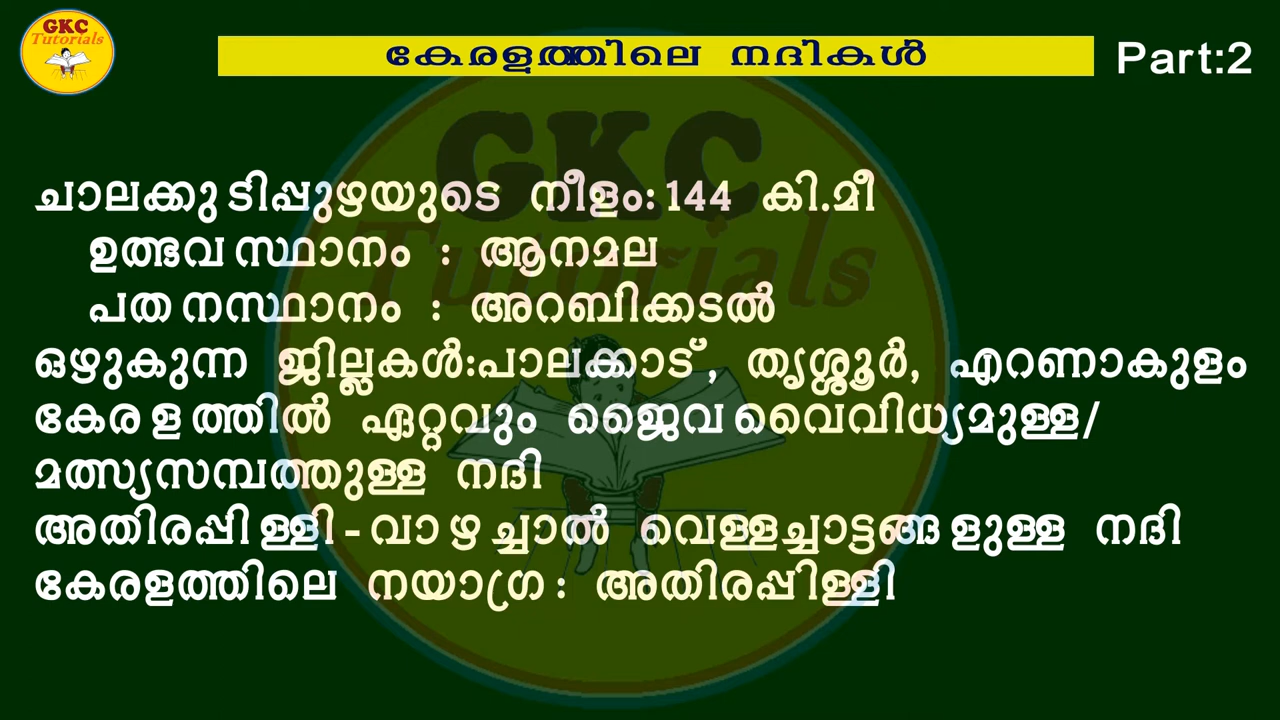 GKC
Tutorials
കേരളത്തിലെ നദികൾ
Part:2
ചാലക്കുടിപ്പുഴയുടെ നീളം:144 കി.മീ
ഉത്ഭവസ്ഥാനം : ആനമല
പതനസ്ഥാനം : അറബിക്കടൽ
ഒഴുകുന്ന ജില്ലകൾ:പാലക്കാട്, തൃശ്ശൂർ, എറണാകുളം
കേരളത്തിൽ ഏറ്റവും ജൈവവൈവിധ്യമുള്ള/
മത്സ്യസമ്പത്തുള്ള നദി
അതിരപ്പിള്ളി-വാഴച്ചാൽ വെള്ളച്ചാട്ടങ്ങളുള്ള നദി
കേരളത്തിലെ നയാഗ്ര: അതിരപ്പിള്ളി
GKC
Tutorials